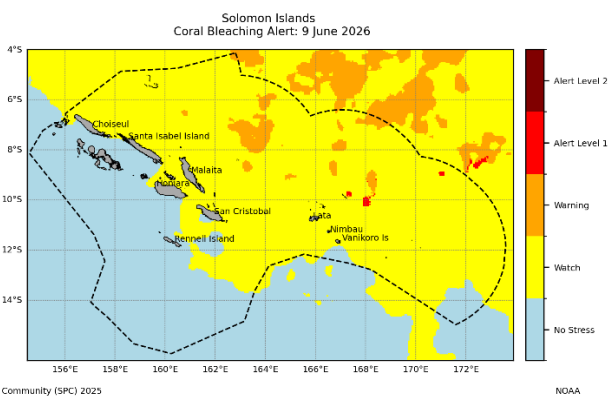 Solomon Islands
Coral Bleaching Alert: 9 June 2026
4°S
6°S
8°S
10°S
12°S
14°S
Choiseul
Santa Isabel Island
Malaita
Honiara
San Cristobal
Lata
Nimbau
Vanikoro Is
Rennell Island
156°E 158°E 160°E 162°E 164°E 166°E 168°E 170°E 172°E
Alert Level 2
Alert Level 1
Warning
Watch
No Stress
Community (SPC) 2025
NOAA